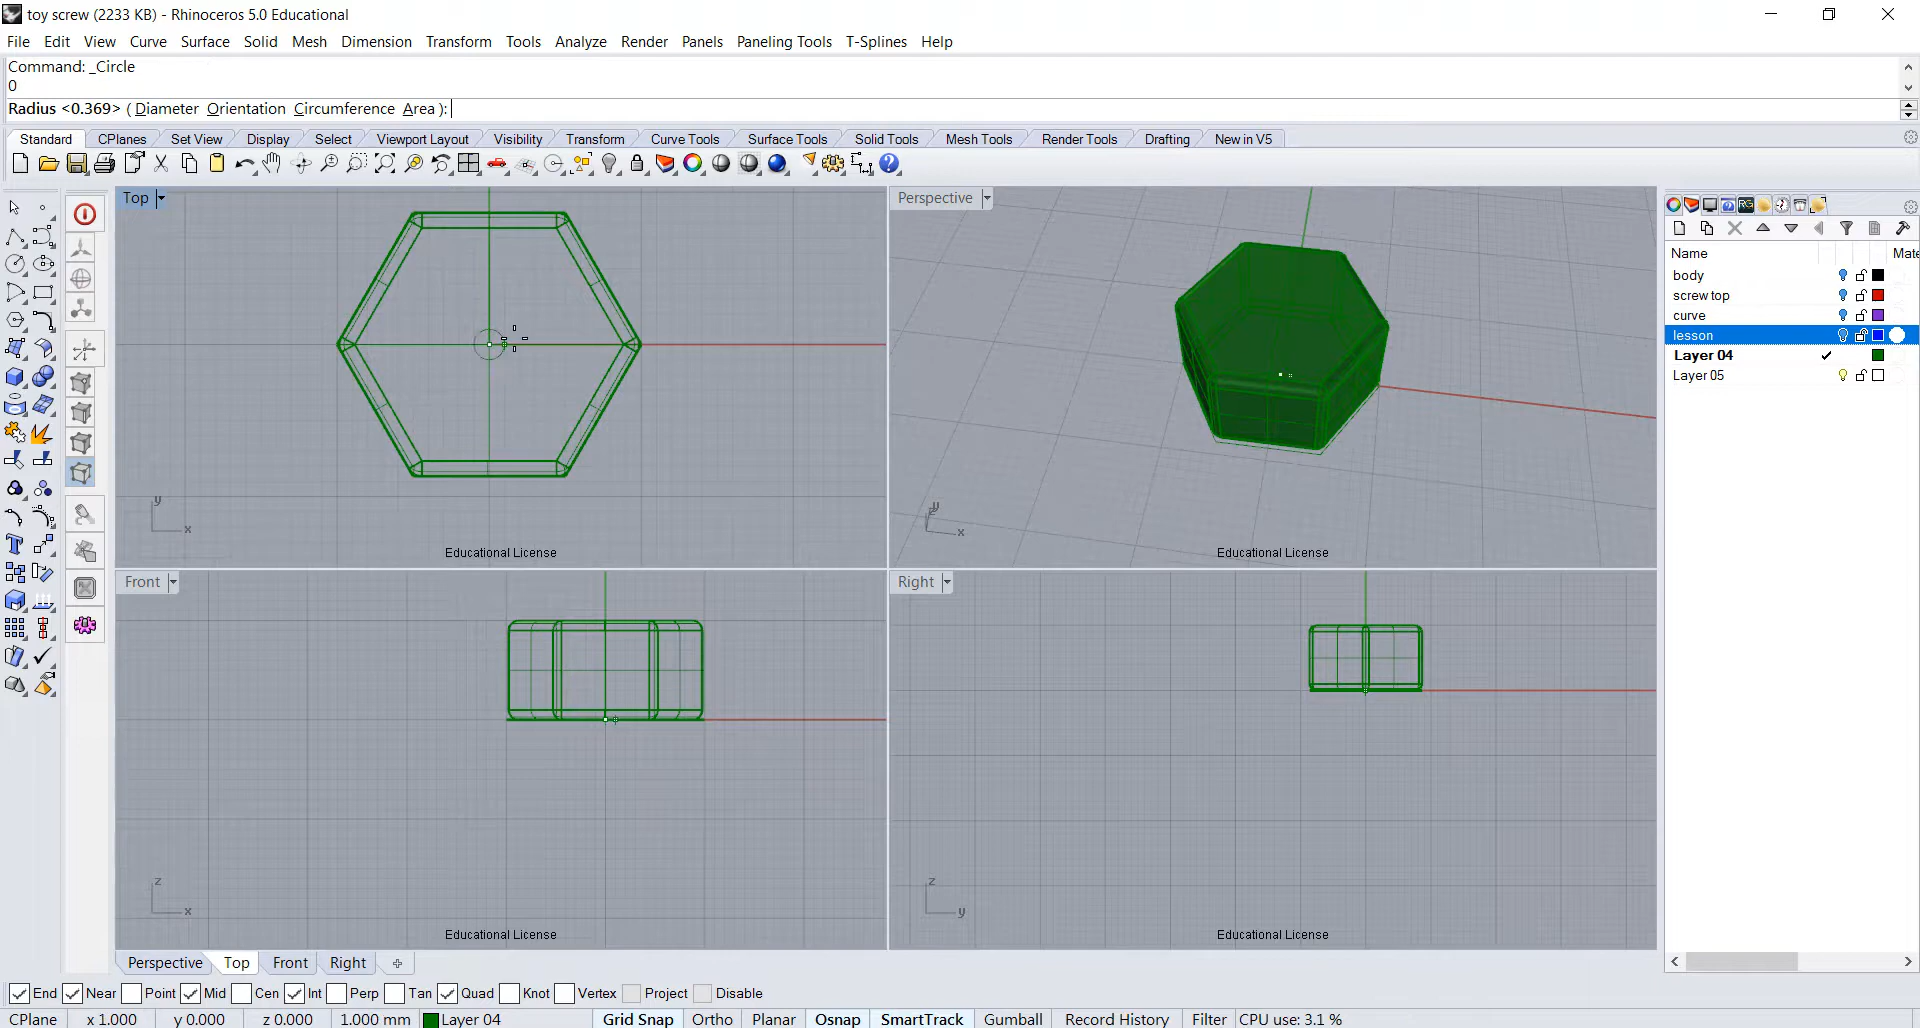 toy screw (2233 KB) - Rhinoceros 5.0 Educational
File Edit View Curve Surface Solid Mesh Dimension Transform Tools Analyze Render Panels Paneling Tools T-Splines Help
Command: _Circle
0
Radius <0.369> ( Diameter Orientation Circumference Area ):
Standard CPlanes Set View Display Select Viewport Layout Visibility Transform Curve Tools Surface Tools Solid Tools Mesh Tools Render Tools Drafting New in V5
Top
Perspective
Name Mate
body
screw top
curve
lesson
Layer 04
Layer 05
y
x
y
x
Educational License
Educational License
Front
Right
z
x
z
y
Educational License
Educational License
Perspective Top Front Right
End Near Point Mid Cen Int Perp Tan Quad Knot Vertex Project Disable
CPlane x 1.000 y 0.000 z 0.000 1.000 mm Layer 04 Grid Snap Ortho Planar Osnap SmartTrack Gumball Record History Filter CPU use: 3.1 %